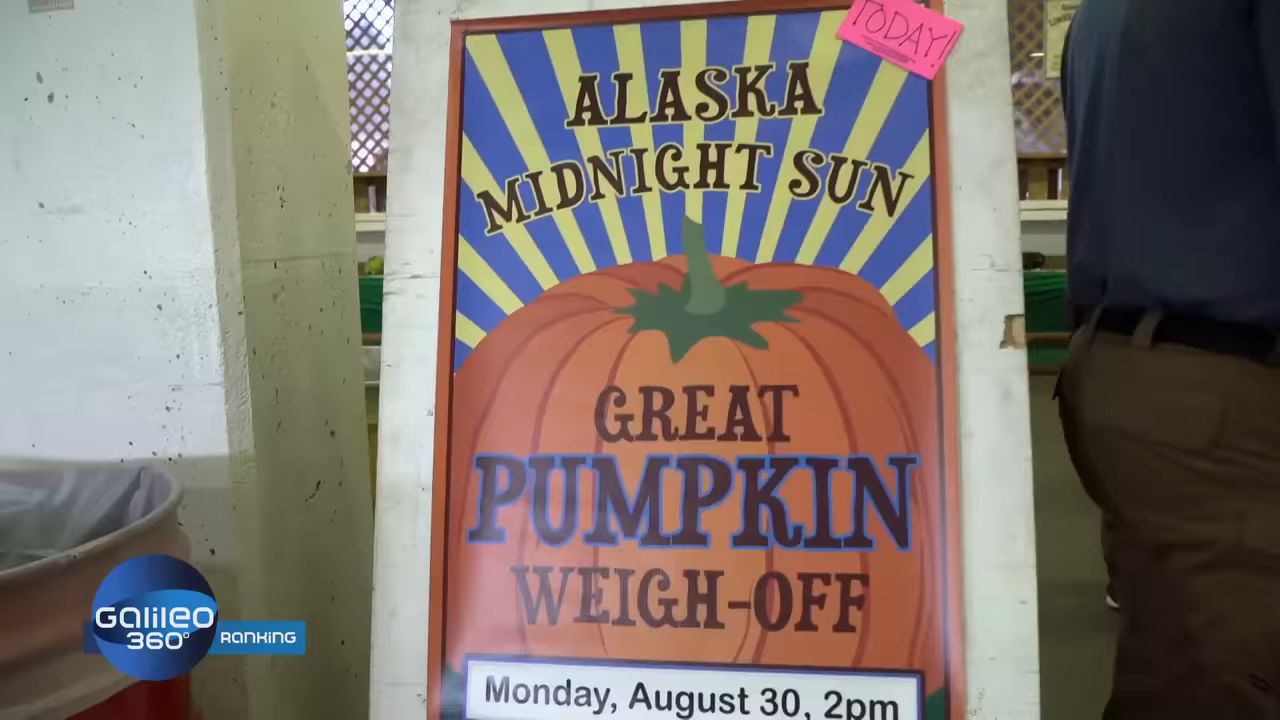 TODAY!
ALASKA
MIDNIGHT SUN
GREAT
PUMPKIN
WEIGH-OFF
Monday, August 30, 2pm
Galileo
360°
RANKING